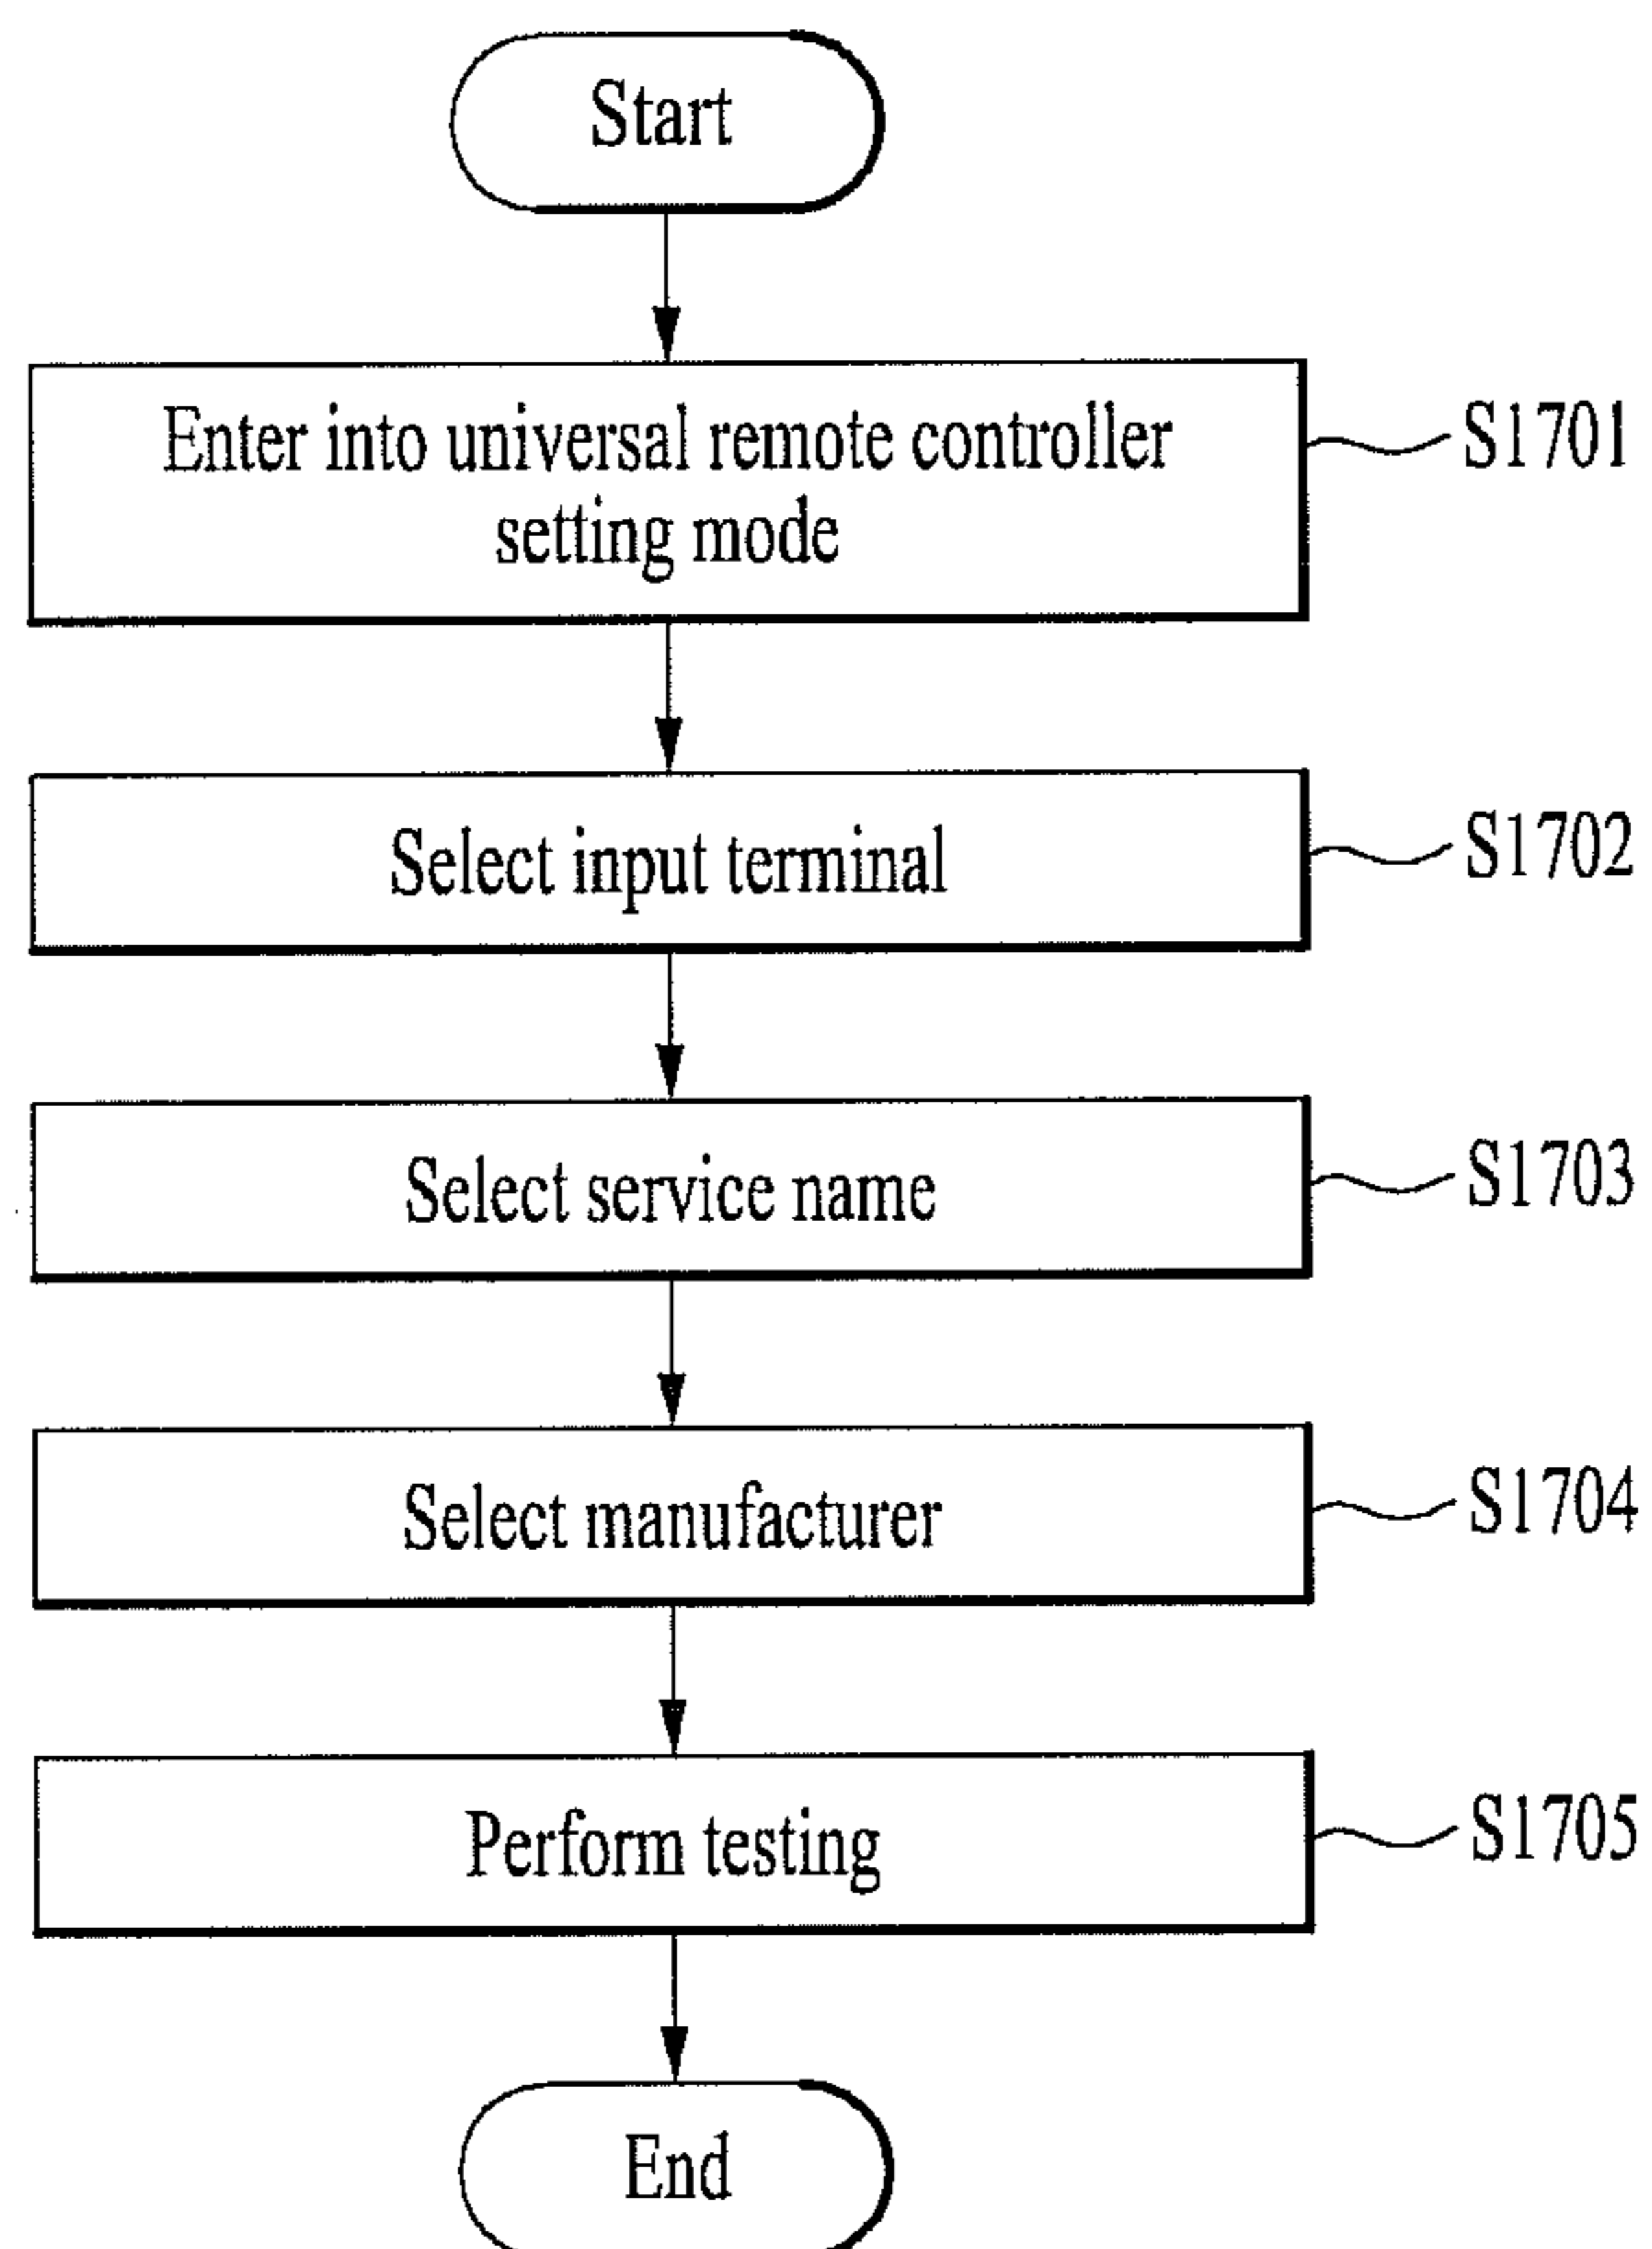 Start
Enter into universal remote controller
setting mode
S1701
Select input terminal
S1702
Select service name
S1703
Select manufacturer
S1704
Perform testing
S1705
End